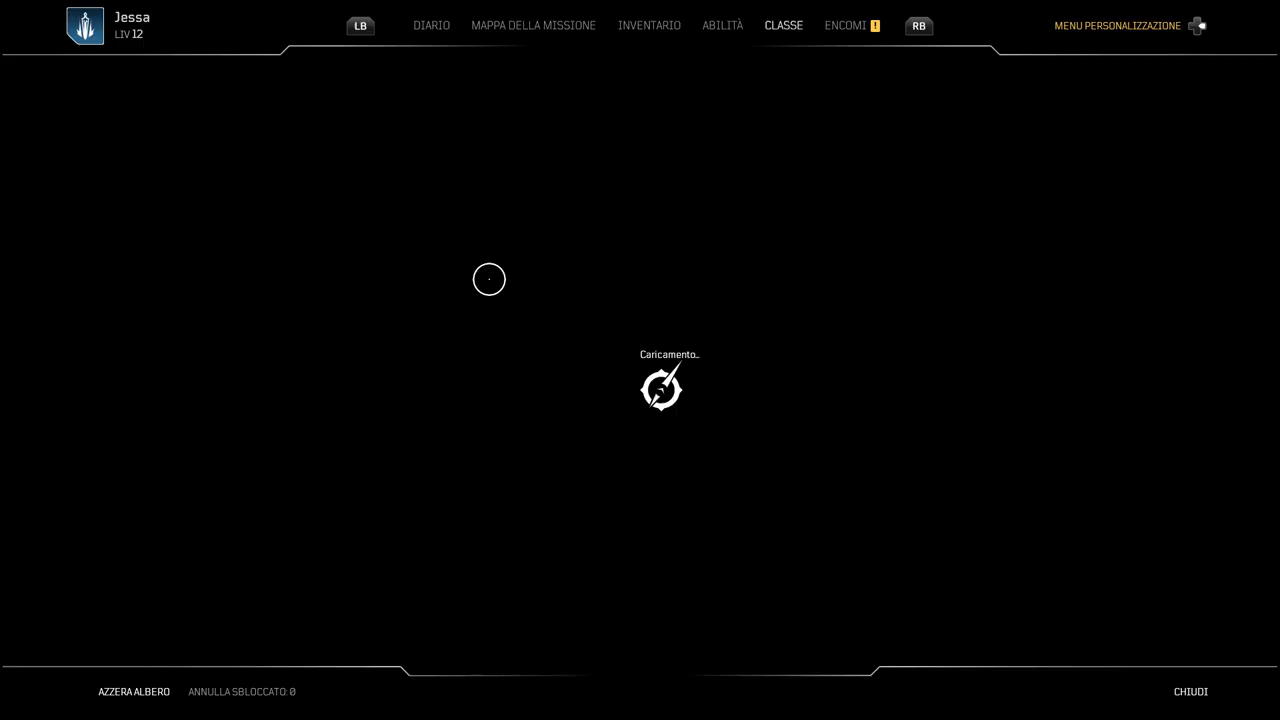 Jessa
LIV 12
LB
DIARIO
MAPPA DELLA MISSIONE
INVENTARIO
ABILITÀ
CLASSE
ENCOMI !
RB
MENU PERSONALIZZAZIONE
Caricamento...
AZZERA ALBERO
ANNULLA SBLOCCATO: 0
CHIUDI